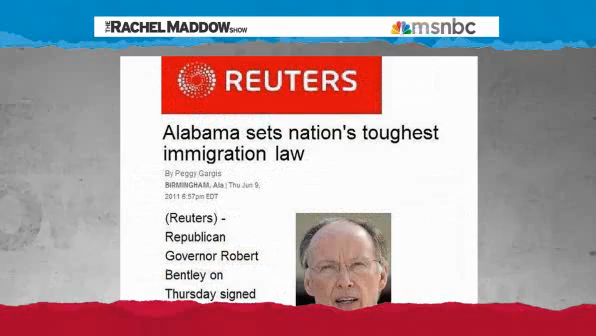 THE RACHEL MADDOW SHOW
msnbc
REUTERS
Alabama sets nation's toughest
immigration law
By Peggy Gargis
BIRMINGHAM, Ala | Thu Jun 9,
2011 6:57pm EDT
(Reuters) -
Republican
Governor Robert
Bentley on
Thursday signed